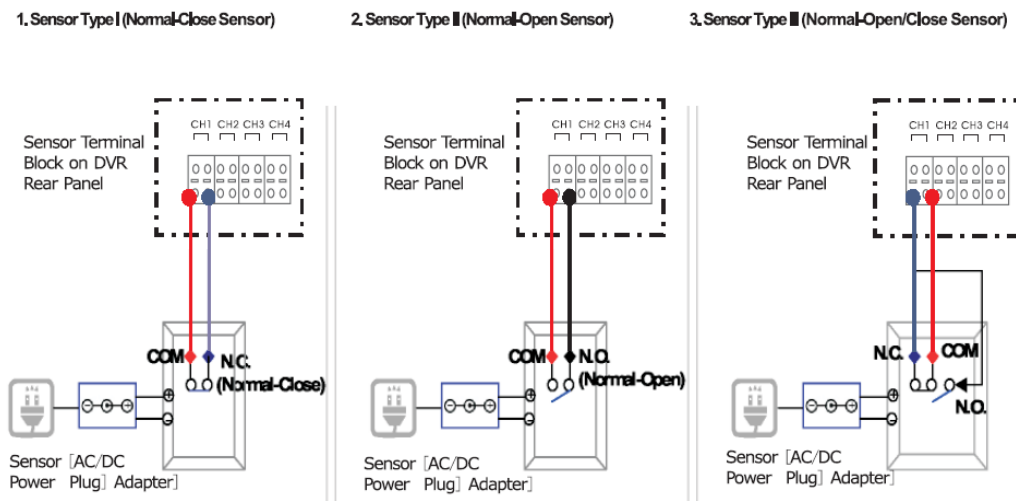 1. Sensor Type Ⅰ (Normal-Close Sensor)
2. Sensor Type Ⅱ (Normal-Open Sensor)
3. Sensor Type Ⅲ (Normal-Open/Close Sensor)
CH1 CH2 CH3 CH4
Sensor Terminal
Block on DVR
Rear Panel
COM
N.C.
(Normal-Close)
Sensor [AC/DC
Power Plug] Adapter]
CH1 CH2 CH3 CH4
Sensor Terminal
Block on DVR
Rear Panel
COM
N.O.
(Normal-Open)
Sensor [AC/DC
Power Plug] Adapter]
CH1 CH2 CH3 CH4
Sensor Terminal
Block on DVR
Rear Panel
N.C.
COM
N.O.
Sensor [AC/DC
Power Plug] Adapter]